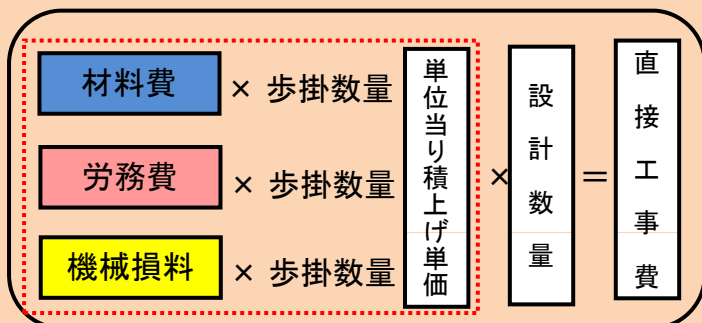 材料費 × 歩掛数量
労務費 × 歩掛数量
機械損料 × 歩掛数量
単位当り積上げ単価
×
設計数量
=
直接工事費